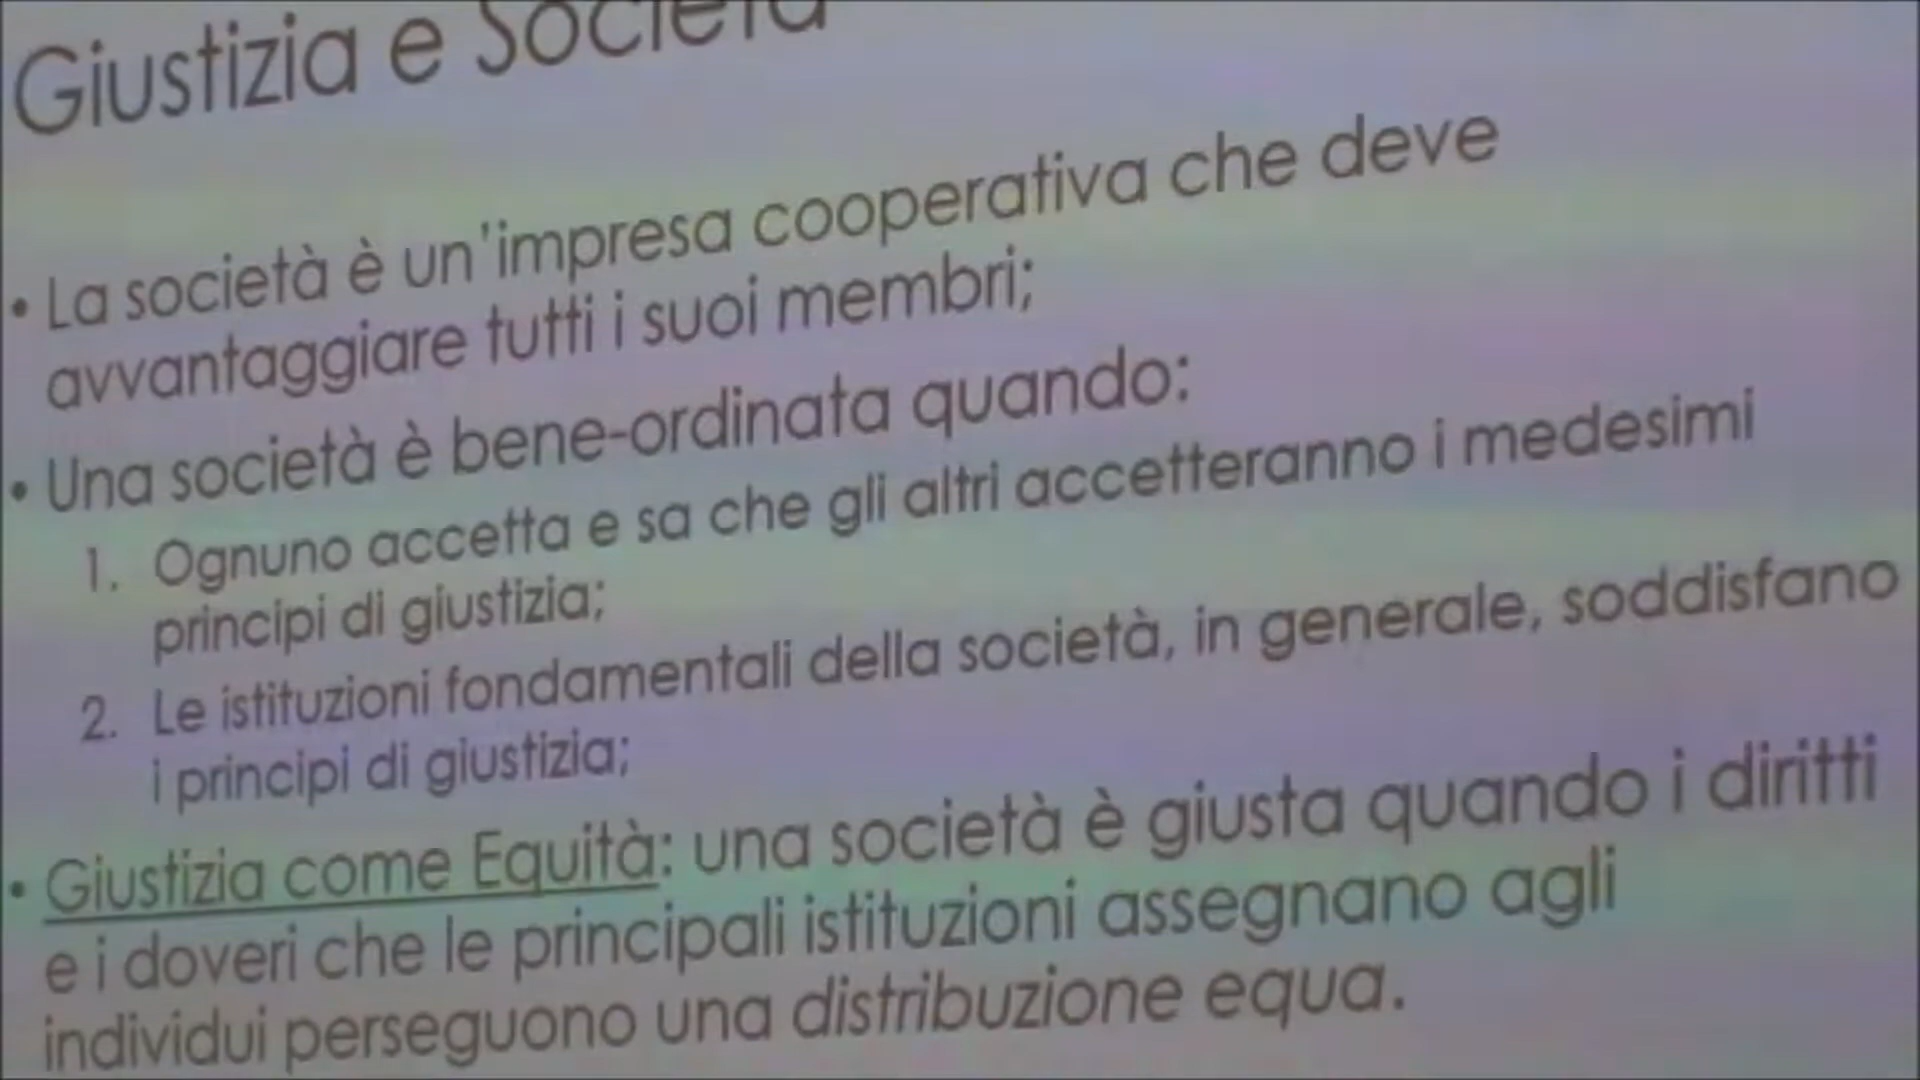 Giustizia e Società
• La società è un'impresa cooperativa che deve
avvantaggiare tutti i suoi membri;
• Una società è bene-ordinata quando:
1. Ognuno accetta e sa che gli altri accetteranno i medesimi
principi di giustizia;
2. Le istituzioni fondamentali della società, in generale, soddisfano
i principi di giustizia;
• Giustizia come Equità: una società è giusta quando i diritti
e i doveri che le principali istituzioni assegnano agli
individui perseguono una distribuzione equa.